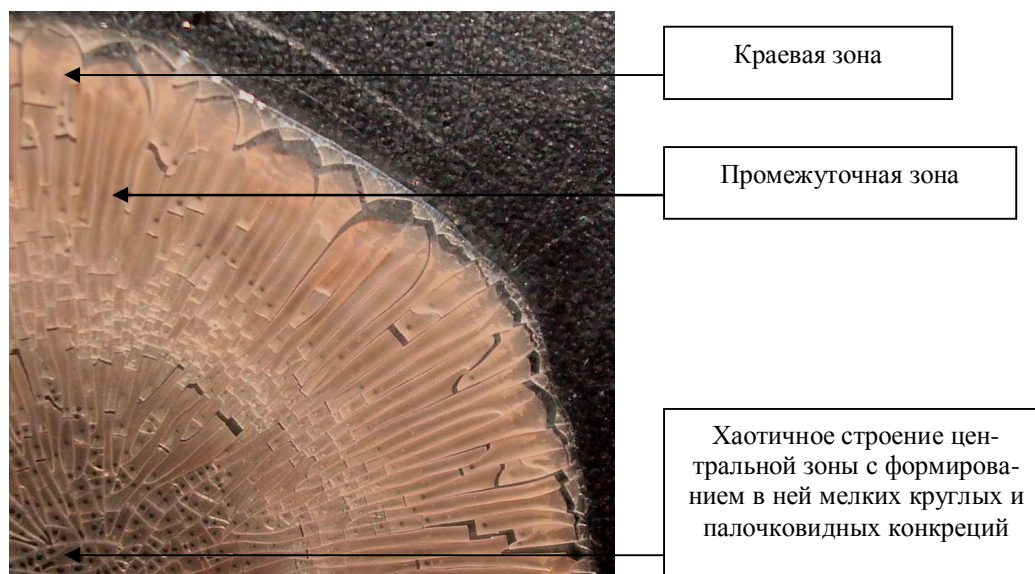 Краевая зона
Промежуточная зона
Хаотичное строение цен-
тральной зоны с формирова-
нием в ней мелких круглых и
палочковидных конкреций